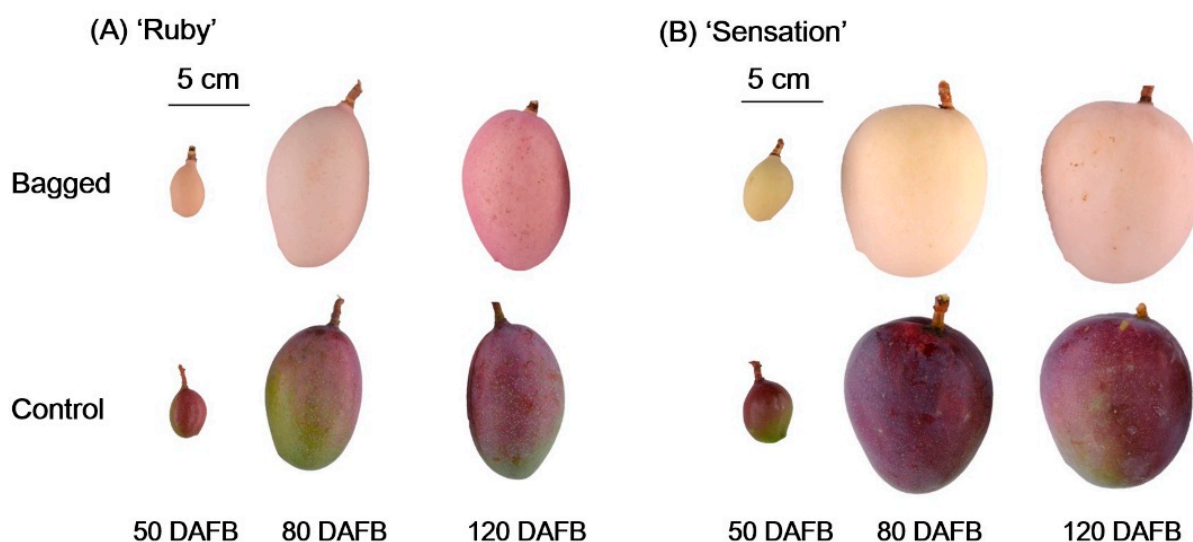 (A) ‘Ruby’
(B) ‘Sensation’
5 cm
5 cm
Bagged
Control
50 DAFB
80 DAFB
120 DAFB
50 DAFB
80 DAFB
120 DAFB